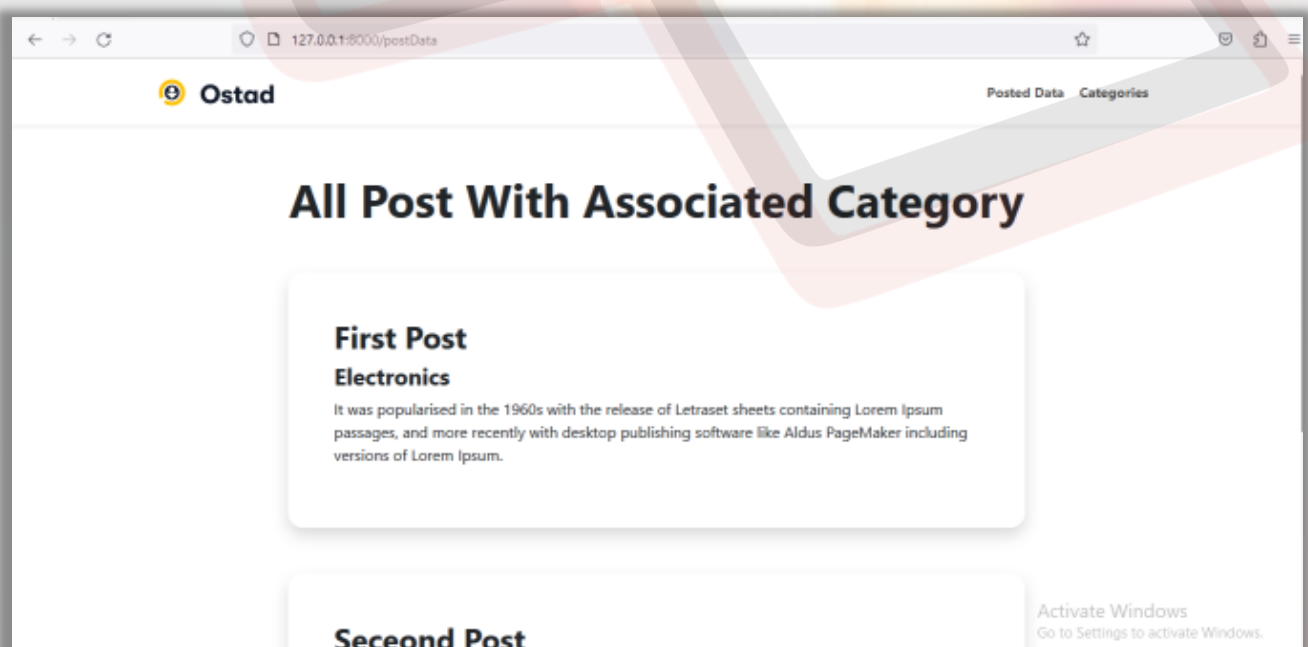 127.0.0.1:8000/postData
Ostad
Posted Data Categories
All Post With Associated Category
First Post
Electronics
It was popularised in the 1960s with the release of Letraset sheets containing Lorem Ipsum
passages, and more recently with desktop publishing software like Aldus PageMaker including
versions of Lorem Ipsum.
Seceond Post
Activate Windows
Go to Settings to activate Windows.